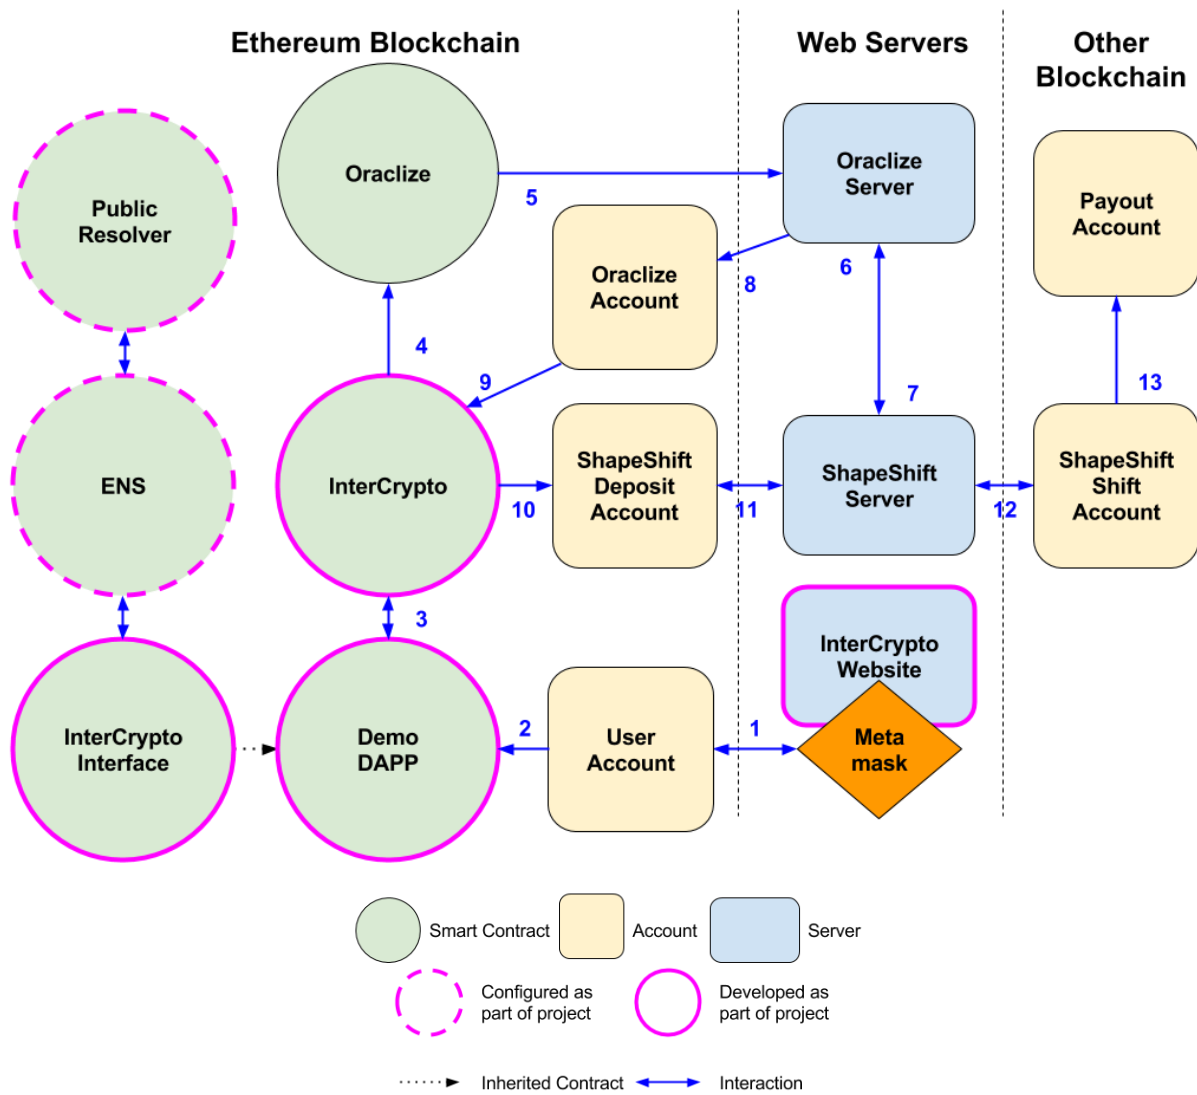 Ethereum Blockchain
Web Servers
Other
Blockchain
Public
Resolver
Oraclize
5
Oraclize
Server
Payout
Account
Oraclize
Account
8
6
4
9
7
13
ENS
InterCrypto
10
ShapeShift
Deposit
Account
11
ShapeShift
Server
12
ShapeShift
Shift
Account
3
InterCrypto
Website
InterCrypto
Interface
Demo
DAPP
2
User
Account
1
Meta
mask
Smart Contract
Account
Server
Configured as
part of project
Developed as
part of project
Inherited Contract
Interaction